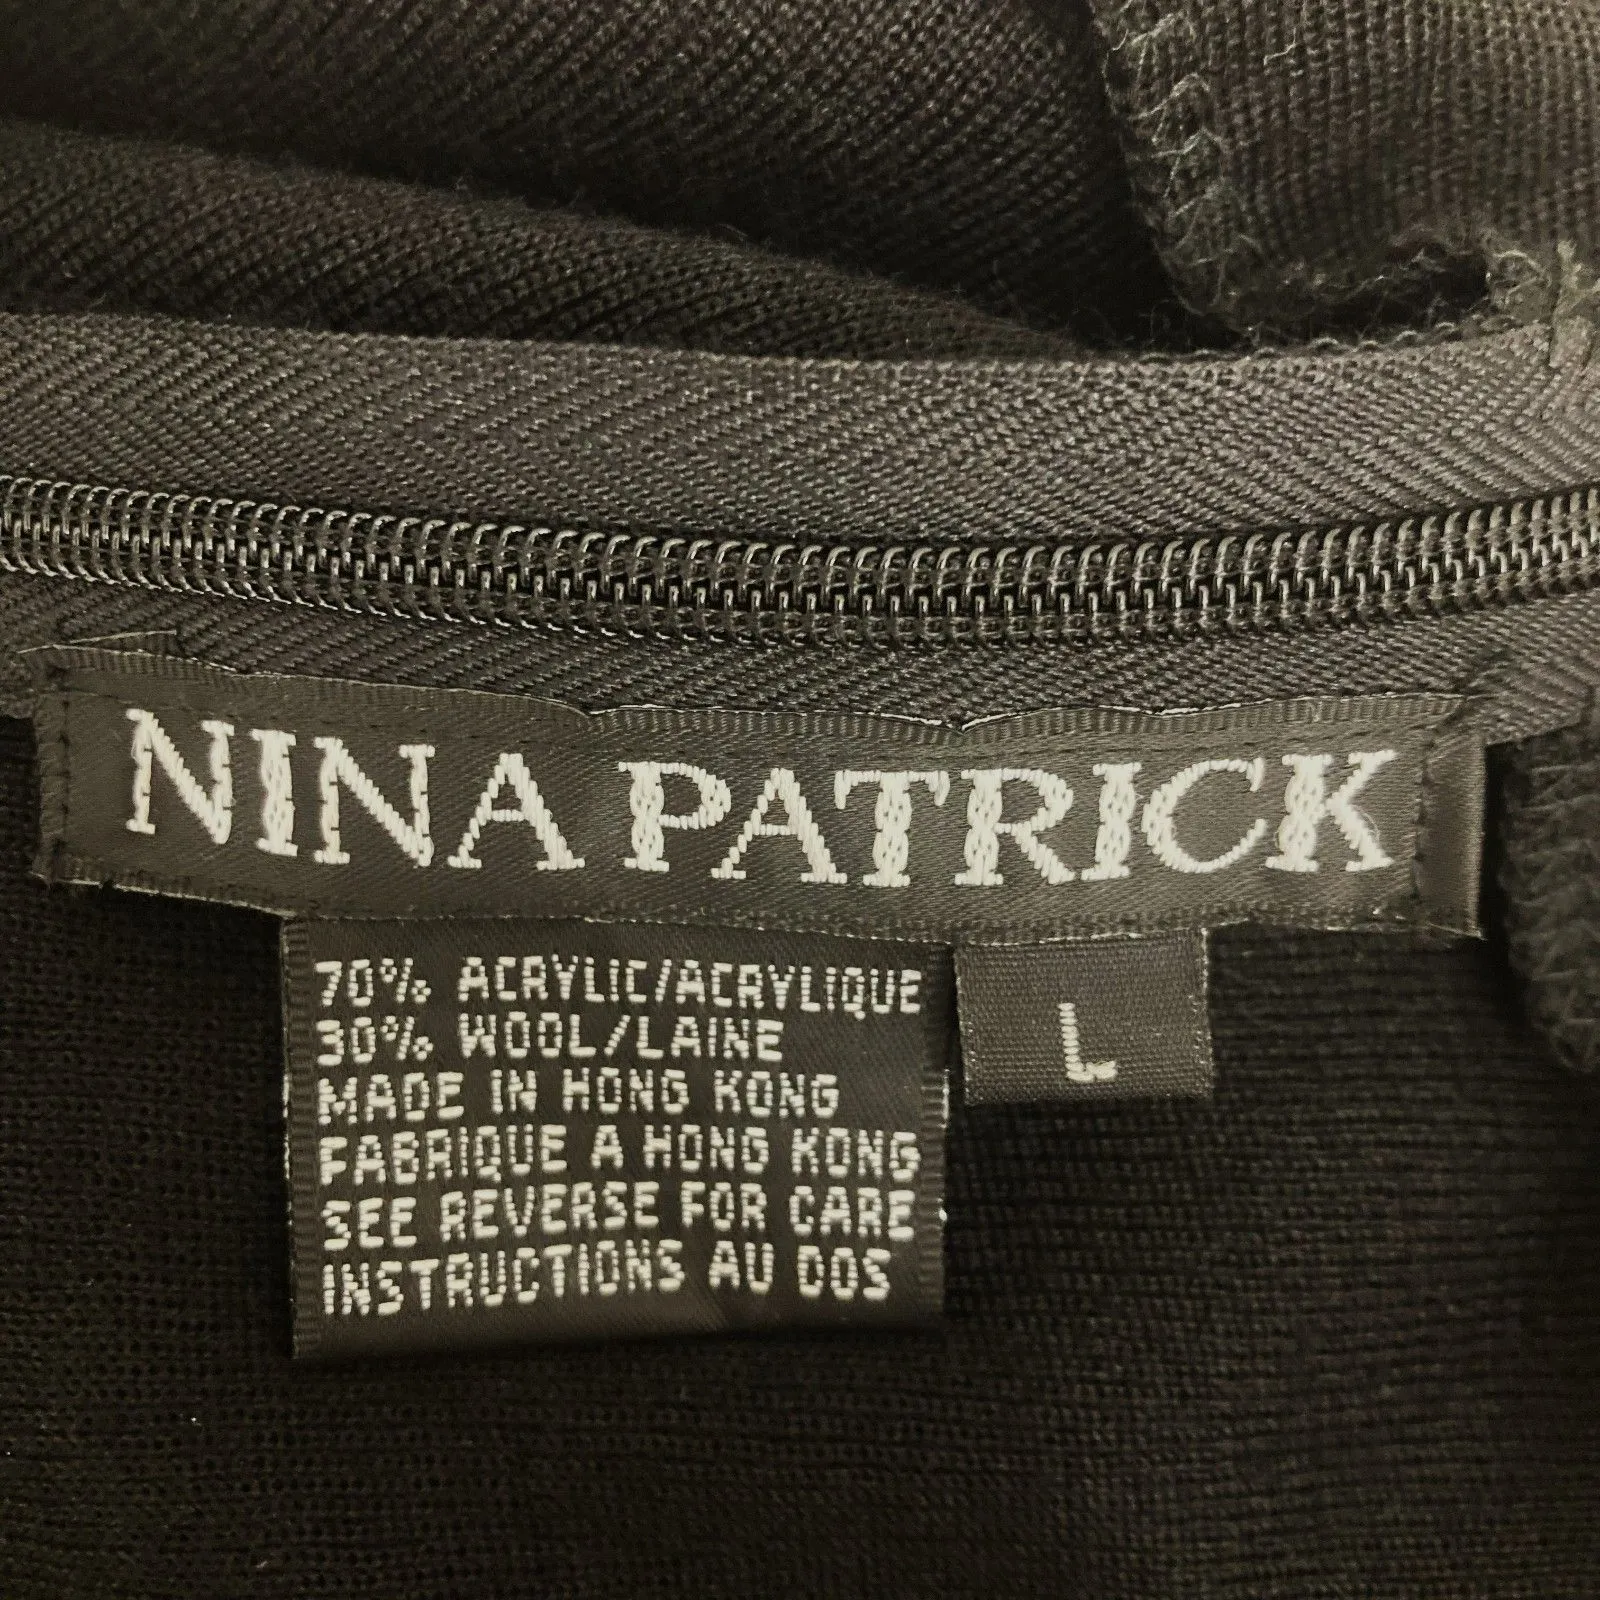 NINA PATRICK
70% ACRYLIC/ACRYLIQUE
30% WOOL/LAINE
MADE IN HONG KONG
FABRIQUE A HONG KONG
SEE REVERSE FOR CARE
INSTRUCTIONS AU DOS
L